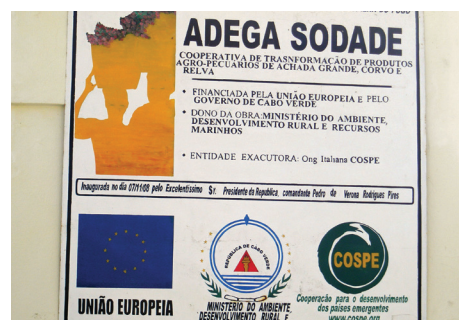 ADEGA SODADE
COOPERATIVA DE TRASNFORMAÇÃO DE PRODUTOS
AGRO-PECUÁRIOS DE ACHADA GRANDE, CORVO E
RELVA
• FINANCIADA PELA UNIÃO EUROPEIA E PELO
GOVERNO DE CABO VERDE
• DONO DA OBRA:MINISTÉRIO DO AMBIENTE,
DESENVOLVIMENTO RURAL E RECURSOS
MARINHOS
• ENTIDADE EXACUTORA: Ong Italiana COSPE
Inaugurada no dia 07/11/08 pelo Excelentíssimo Sr. Presidente da República, comandante Pedro de Verona Rodrigues Pires
UNIÃO EUROPEIA
REPÚBLICA DE CABO VERDE
MINISTÉRIO DO AMBIENTE,
DESENVOLVIMENTO RURAL E
COSPE
Cooperação para o desenvolvimento
dos países emergentes
www.cospe.org